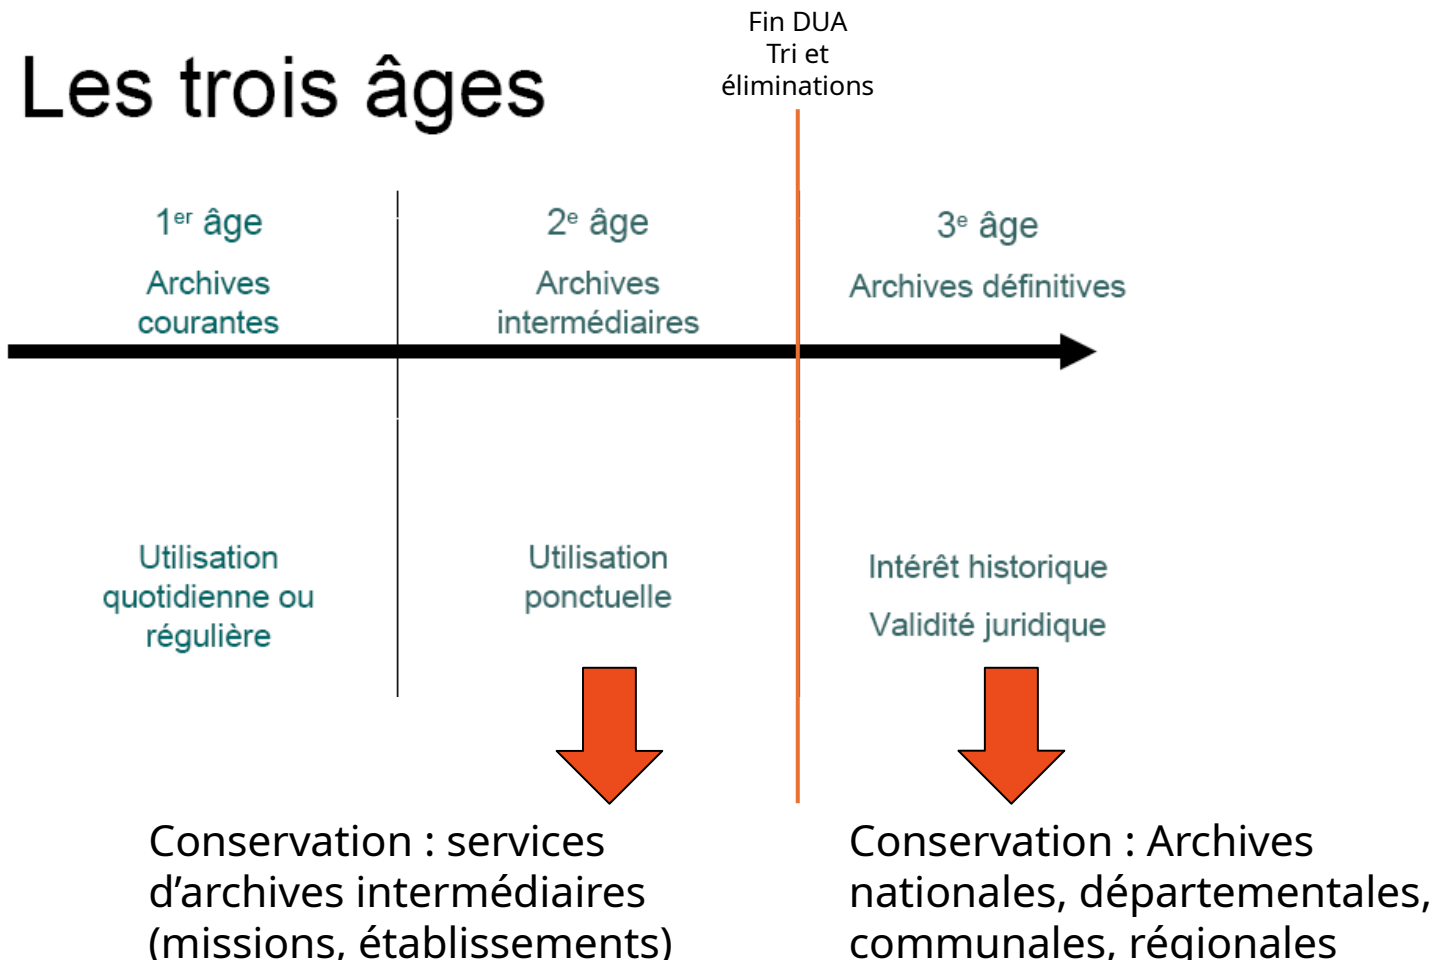 Fin DUA
Tri et
éliminations
Les trois âges
1er âge
Archives
courantes
2e âge
Archives
intermédiaires
3e âge
Archives définitives
Utilisation
quotidienne ou
régulière
Utilisation
ponctuelle
Intérêt historique
Validité juridique
Conservation : services
d’archives intermédiaires
(missions, établissements)
Conservation : Archives
nationales, départementales,
communales, régionales